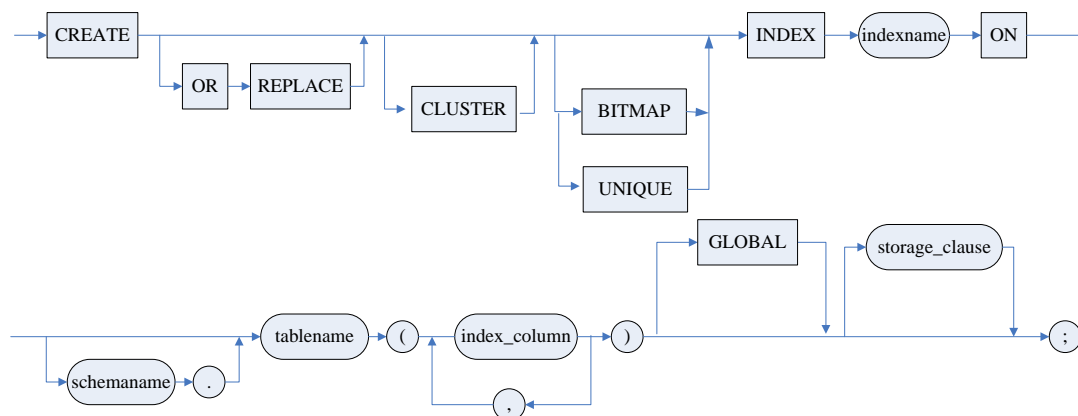 CREATE
INDEX
indexname
ON
OR
REPLACE
CLUSTER
BITMAP
UNIQUE
GLOBAL
storage_clause
tablename
(
index_column
)
;
schemaname
.
,